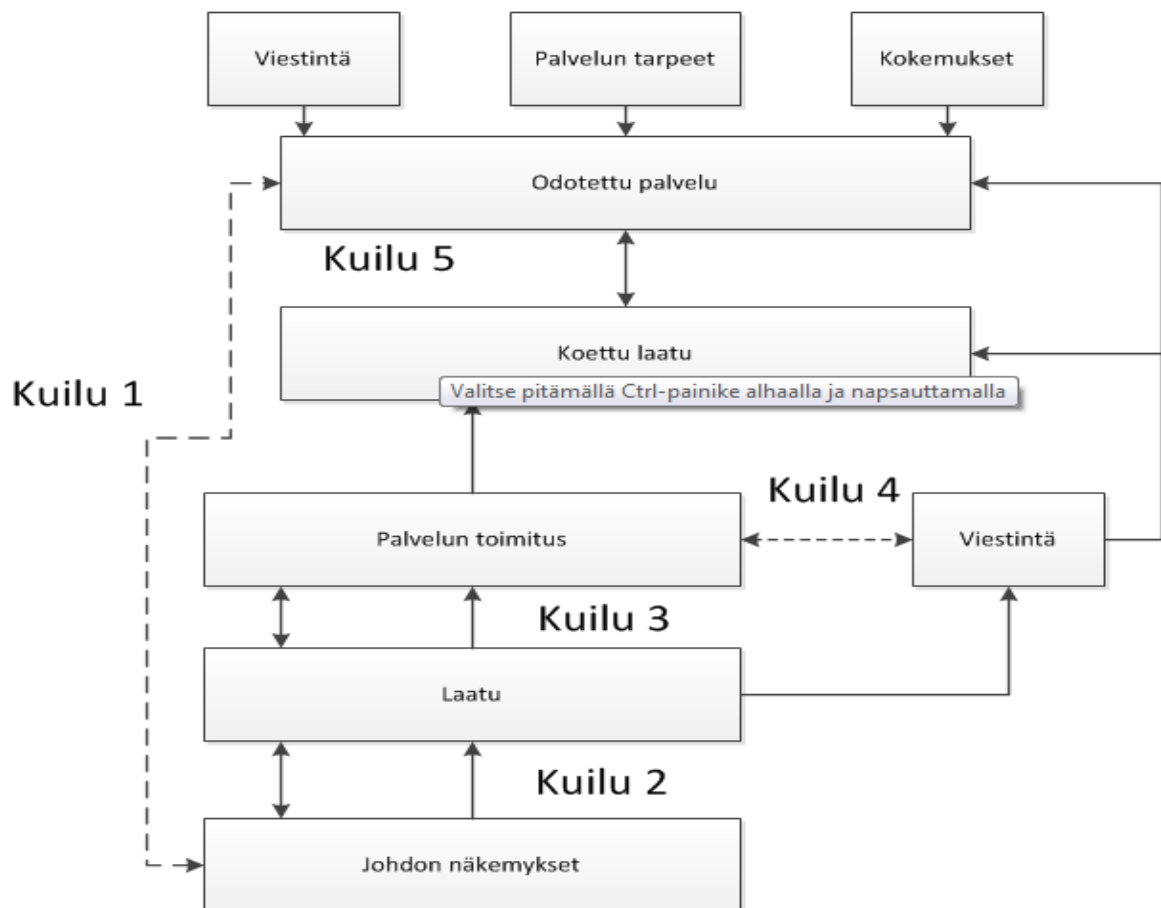 Viestintä
Palvelun tarpeet
Kokemukset
Odotettu palvelu
Kuilu 5
Koettu laatu
Kuilu 1
Valitse pitämällä Ctrl-painike alhaalla ja napsauttamalla
Kuilu 4
Palvelun toimitus
Viestintä
Kuilu 3
Laatu
Kuilu 2
Johdon näkemykset